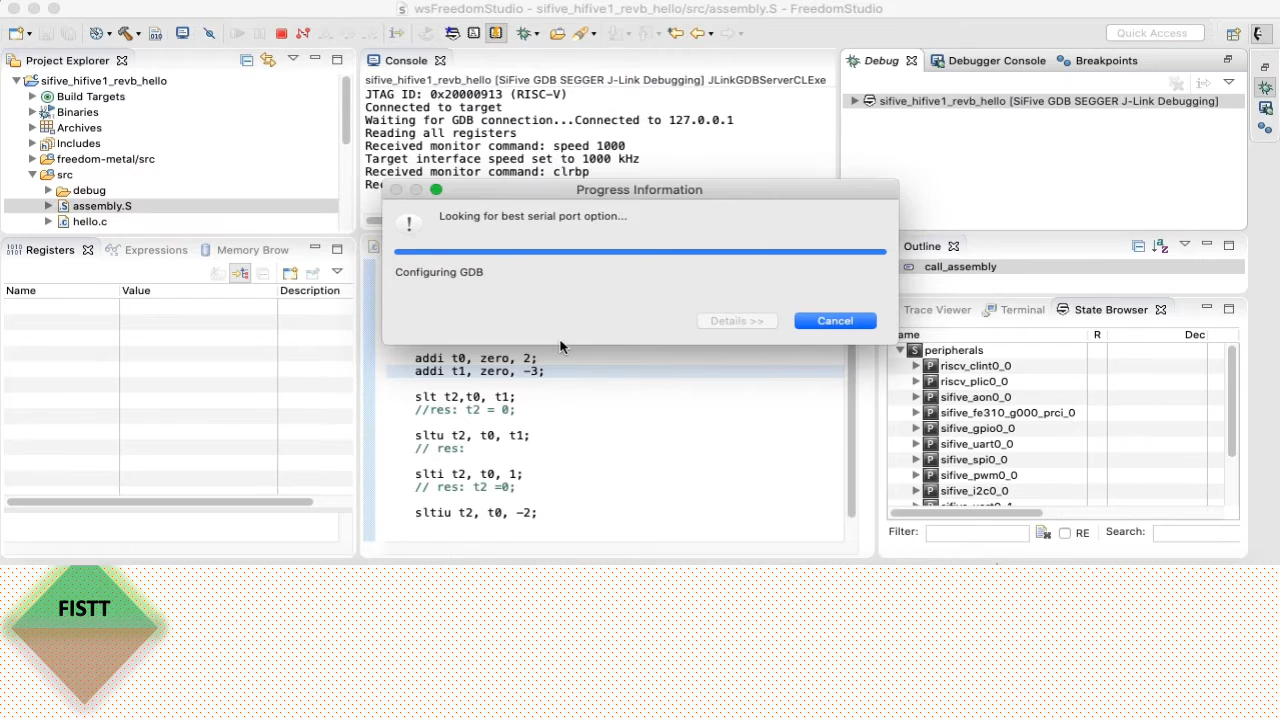 wsFreedomStudio - sifive_hifive1_revb_hello/src/assembly.S - FreedomStudio
Quick Access
Project Explorer
sifive_hifive1_revb_hello
Build Targets
Binaries
Archives
Includes
freedom-metal/src
src
debug
assembly.S
hello.c
Console
sifive_hifive1_revb_hello [SiFive GDB SEGGER J-Link Debugging] JLinkGDBServerCLExe
JTAG ID: 0x20000913 (RISC-V)
Connected to target
Waiting for GDB connection...Connected to 127.0.0.1
Reading all registers
Received monitor command: speed 1000
Target interface speed set to 1000 kHz
Received monitor command: clrbp
Re
Debug
Debugger Console
Breakpoints
sifive_hifive1_revb_hello [SiFive GDB SEGGER J-Link Debugging]
Progress Information
Looking for best serial port option...
Configuring GDB
Details >>
Cancel
Registers
Expressions
Memory Brow
Name Value Description
addi t0, zero, 2;
addi t1, zero, -3;
slt t2,t0, t1;
//res: t2 = 0;
sltu t2, t0, t1;
// res:
slti t2, t0, 1;
// res: t2 =0;
sltiu t2, t0, -2;
Outline
call_assembly
Trace Viewer
Terminal
State Browser
ame R Dec
peripherals
riscv_clint0_0
riscv_plic0_0
sifive_aon0_0
sifive_fe310_g000_prci_0
sifive_gpio0_0
sifive_uart0_0
sifive_spi0_0
sifive_pwm0_0
sifive_i2c0_0
Filter: RE Search:
FISTT